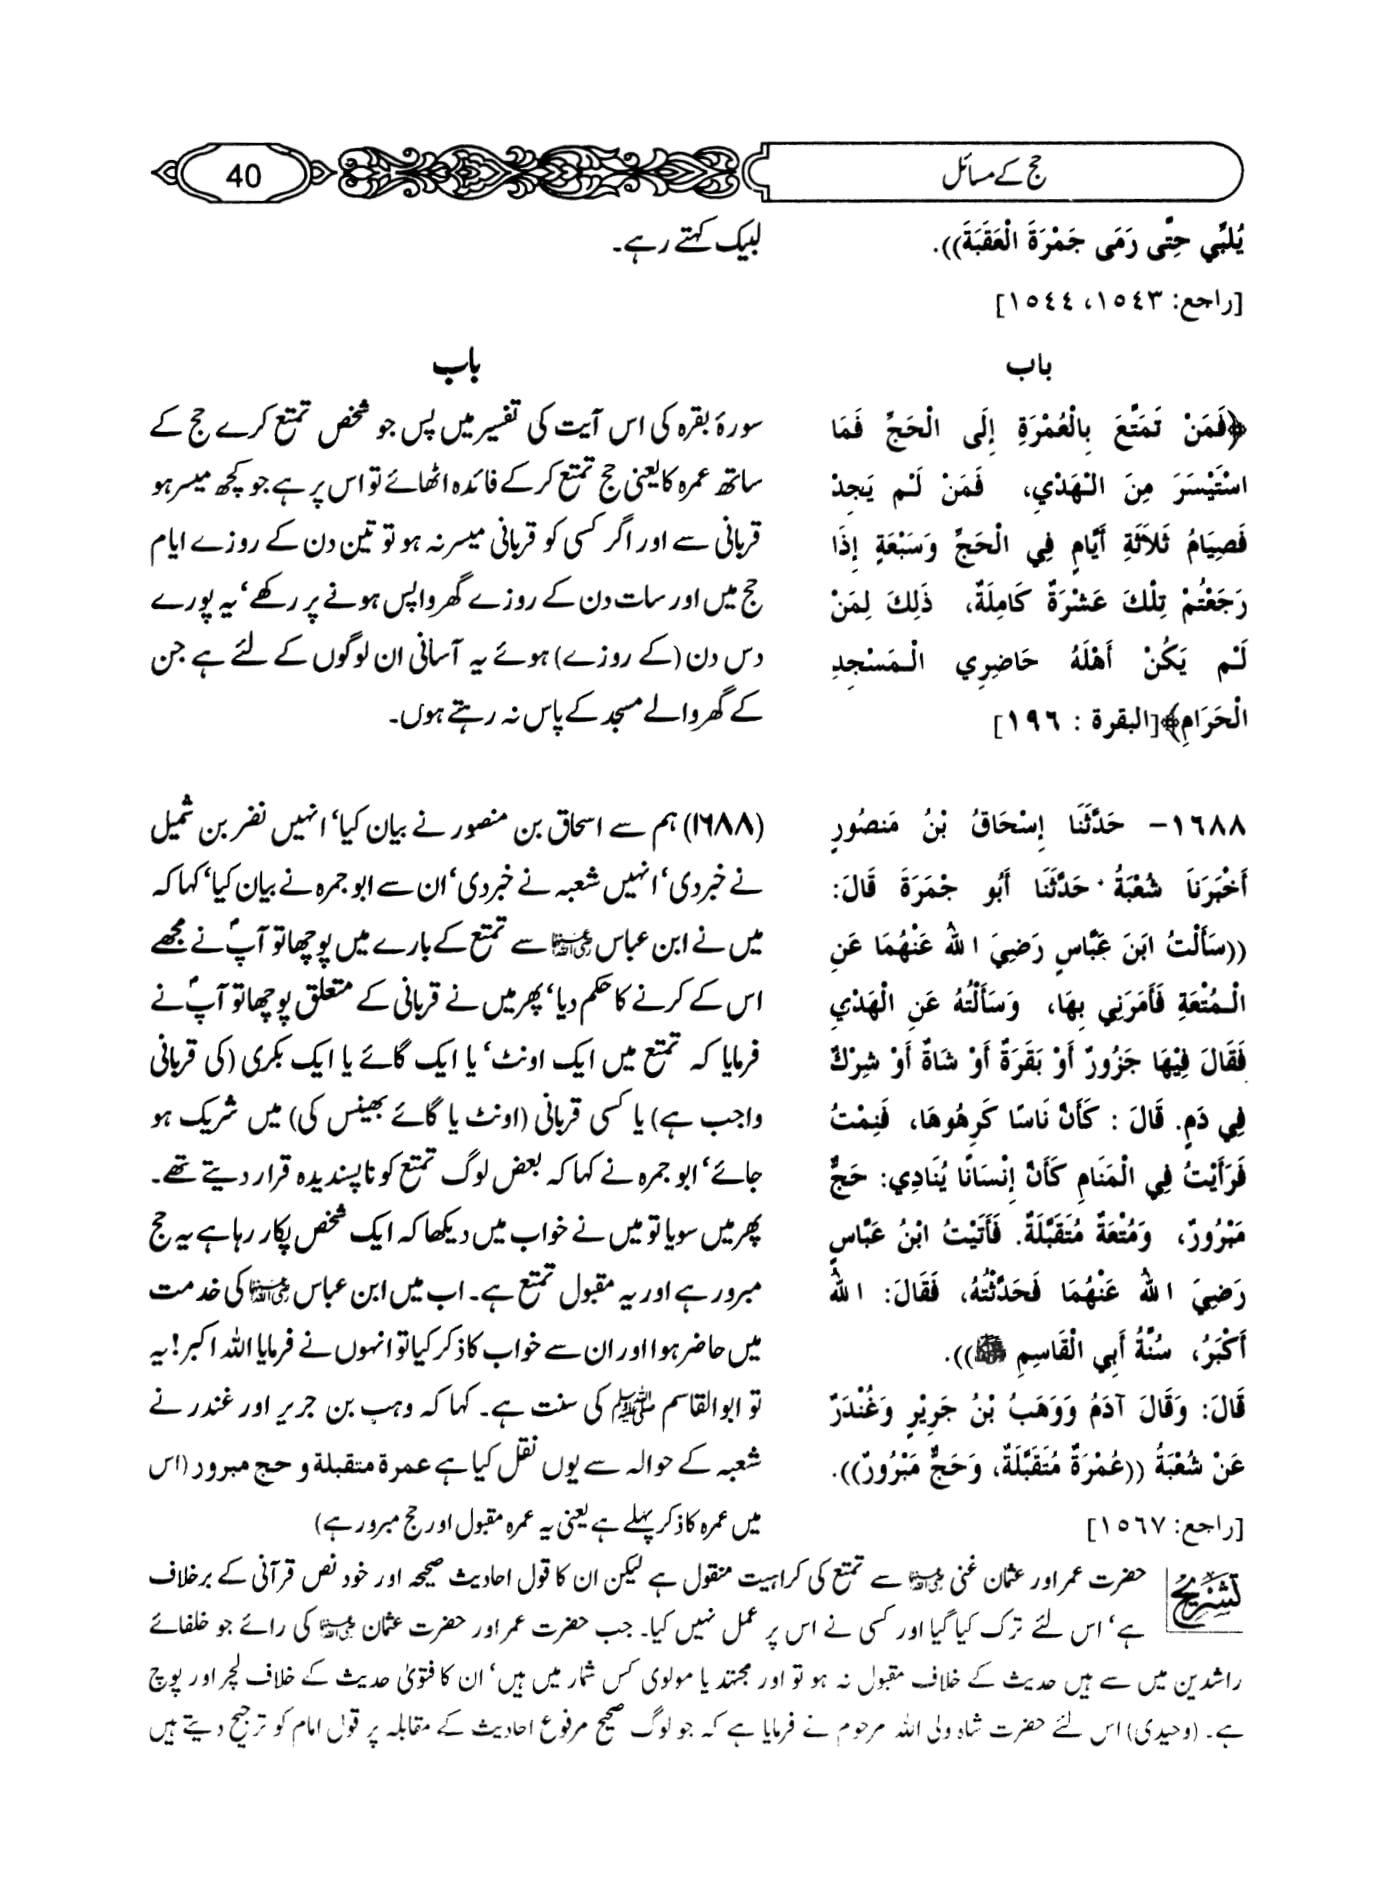 حج کے مسائل
40
يُلَبِّي حَتَّى رَمَى جَمْرَةَ الْعَقَبَةَ)).
[راجع: ١٥٤٣، ١٥٤٤]
باب
﴿فَمَنْ تَمَتَّعَ بِالْعُمْرَةِ إِلَى الْحَجِّ فَمَا
اسْتَيْسَرَ مِنَ الْهَدْيِ، فَمَنْ لَمْ يَجِدْ
فَصِيَامُ ثَلاَثَةِ أَيَّامٍ فِي الْحَجِّ وَسَبْعَةٍ إِذَا
رَجَعْتُمْ تِلْكَ عَشْرَةٌ كَامِلَةٌ، ذَلِكَ لِمَنْ
لَمْ يَكُنْ أَهْلَهُ حَاضِرِي الْمَسْجِدِ
الْحَرَامِ﴾[البقرة : ١٩٦]
١٦٨٨- حَدَّثَنَا إِسْحَاقُ بْنُ مَنصُورٍ
أَخْبَرَنَا شُعْبَةُ حَدَّثَنَا أَبُو جَمْرَةَ قَالَ:
((سَأَلْتُ ابنَ عَبَّاسٍ رَضِيَ اللهُ عَنْهُمَا عَنِ
الْمُتْعَةِ فَأَمَرَنِي بِهَا، وَسَأَلْتُهُ عَنِ الْهَدْيِ
فَقَالَ فِيْهَا جَزُورٌ أَوْ بَقَرَةٌ أَوْ شَاةٌ أَوْ شِرْكٌ
فِي دَمٍ. قَالَ : كَأَنَّ نَاسًا كَرِهُوهَا، فَنِمْتُ
فَرَأَيْتُ فِي الْمَنَامِ كَأَنَّ إِنْسَانًا يُنَادِي: حَجٌّ
مَبْرُورٌ، وَمُتْعَةٌ مُتَقَبَّلَةٌ. فَأَتَيْتُ ابْنُ عَبَّاسٍ
رَضِيَ اللهُ عَنْهُمَا فَحَدَّثْتُهُ، فَقَالَ: اللهُ
أَكْبَرُ، سُنَّةُ أَبِي الْقَاسِمِ ﷺ)).
قَالَ: وَقَالَ آدَمُ وَوَهَبُ بْنُ جَرِيْرٍ وَغُنْدَرٌ
عَنْ شُعْبَةُ ((عُمْرَةٌ مُتَقَبَّلَةٌ، وَحَجٌّ مَبْرُورٌ)).
[راجع: ١٥٦٧]
لبیک کہتے رہے۔
باب
سورۂ بقرہ کی اس آیت کی تفسیر میں پس جو شخص تمتع کرے حج کے
ساتھ عمرہ کا یعنی حج تمتع کر کے فائدہ اٹھائے تو اس پر ہے جو کچھ میسر ہو
قربانی سے اور اگر کسی کو قربانی میسر نہ ہو تو تین دن کے روزے ایام
حج میں اور سات دن کے روزے گھر واپس ہونے پر رکھے' یہ پورے
دس دن (کے روزے) ہوئے یہ آسانی ان لوگوں کے لئے ہے جن
کے گھر والے مسجد کے پاس نہ رہتے ہوں۔
(۱۶۸۸) ہم سے اسحاق بن منصور نے بیان کیا' انہیں نضر بن شمیل
نے خبر دی' انہیں شعبہ نے خبر دی' ان سے ابو جمرہ نے بیان کیا' کہا کہ
میں نے ابن عباس رضی اللہ عنہما سے تمتع کے بارے میں پوچھا تو آپؐ نے مجھے
اس کے کرنے کا حکم دیا' پھر میں نے قربانی کے متعلق پوچھا تو آپؐ نے
فرمایا کہ تمتع میں ایک اونٹ' یا ایک گائے یا ایک بکری (کی قربانی
واجب ہے) یا کسی قربانی (اونٹ یا گائے بھینس کی) میں شریک ہو
جائے' ابو جمرہ نے کہا کہ بعض لوگ تمتع کو ناپسندیدہ قرار دیتے تھے۔
پھر میں سویا تو میں نے خواب میں دیکھا کہ ایک شخص پکار رہا ہے یہ حج
مبرور ہے اور یہ مقبول تمتع ہے۔ اب میں ابن عباس رضی اللہ عنہما کی خدمت
میں حاضر ہوا اور ان سے خواب کا ذکر کیا تو انہوں نے فرمایا اللہ اکبر! یہ
تو ابوالقاسم ﷺ کی سنت ہے۔ کہا کہ وہب بن جریر اور غندر نے
شعبہ کے حوالہ سے یوں نقل کیا ہے عمرة متقبلة و حج مبرور (اس
میں عمرہ کا ذکر پہلے ہے یعنی یہ عمرہ مقبول اور حج مبرور ہے)
تشریح حضرت عمر اور عثمان غنی رضی اللہ عنہما سے تمتع کی کراہیت منقول ہے لیکن ان کا قول احادیث صحیحہ اور خود نص قرآنی کے برخلاف
ہے' اس لئے ترک کیا گیا اور کسی نے اس پر عمل نہیں کیا۔ جب حضرت عمر اور حضرت عثمان رضی اللہ عنہما کی رائے جو خلفائے
راشدین میں سے ہیں حدیث کے خلاف مقبول نہ ہو تو اور مجتہد یا مولوی کس شمار میں ہیں' ان کا فتویٰ حدیث کے خلاف لچر اور پوچ
ہے۔ (وحیدی) اس لئے حضرت شاہ ولی اللہ مرحوم نے فرمایا ہے کہ جو لوگ صحیح مرفوع احادیث کے مقابلہ پر قول امام کو ترجیح دیتے ہیں